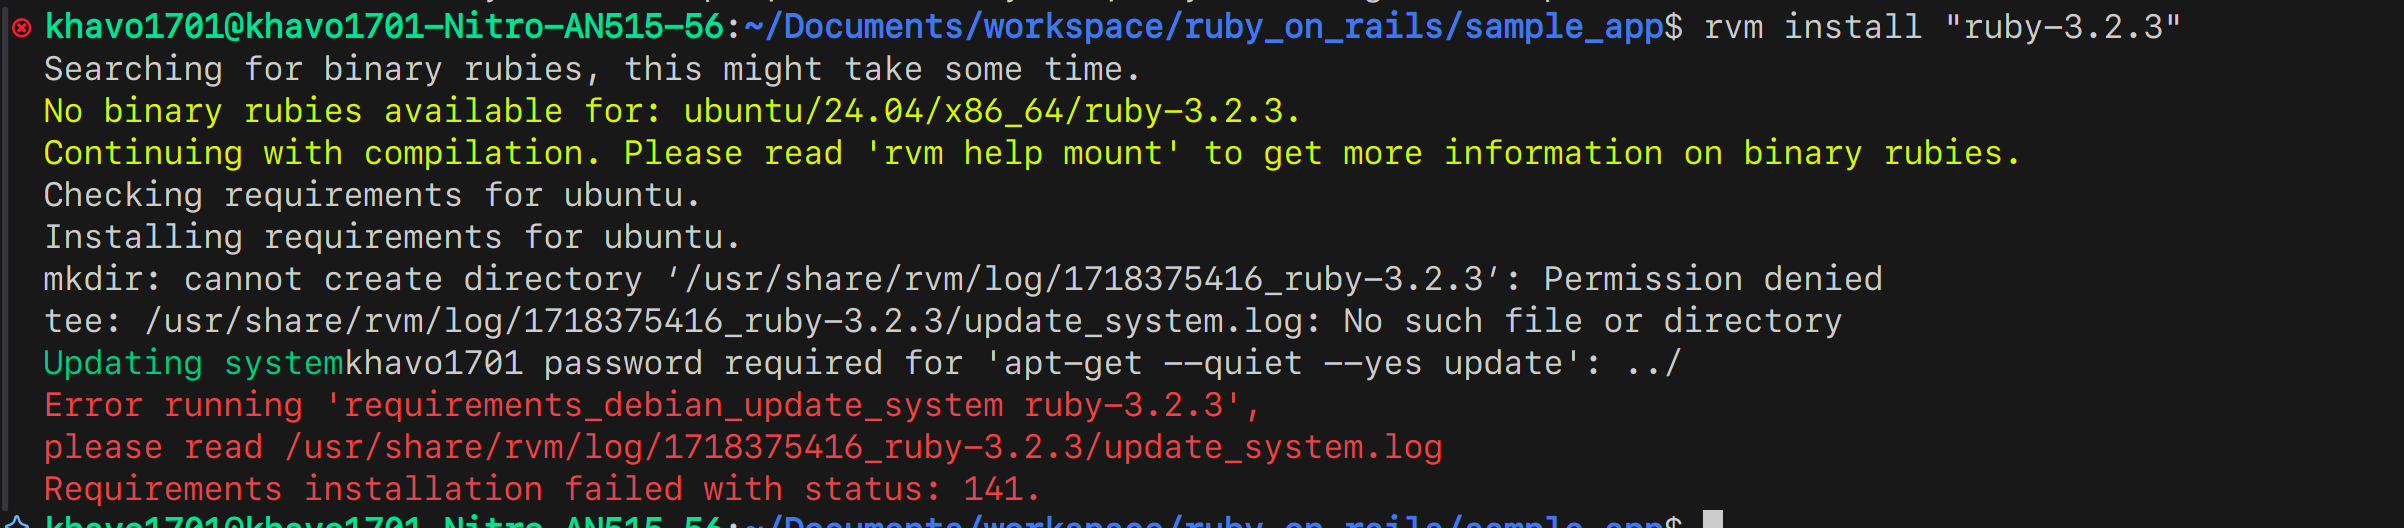 khavo1701@khavo1701-Nitro-AN515-56:~/Documents/workspace/ruby_on_rails/sample_app$ rvm install "ruby-3.2.3"
Searching for binary rubies, this might take some time.
No binary rubies available for: ubuntu/24.04/x86_64/ruby-3.2.3.
Continuing with compilation. Please read 'rvm help mount' to get more information on binary rubies.
Checking requirements for ubuntu.
Installing requirements for ubuntu.
mkdir: cannot create directory ‘/usr/share/rvm/log/1718375416_ruby-3.2.3’: Permission denied
tee: /usr/share/rvm/log/1718375416_ruby-3.2.3/update_system.log: No such file or directory
Updating systemkhavo1701 password required for 'apt-get --quiet --yes update': ../
Error running 'requirements_debian_update_system ruby-3.2.3',
please read /usr/share/rvm/log/1718375416_ruby-3.2.3/update_system.log
Requirements installation failed with status: 141.
khavo1701@khavo1701-Nitro-AN515-56:~/Documents/workspace/ruby_on_rails/sample_app$